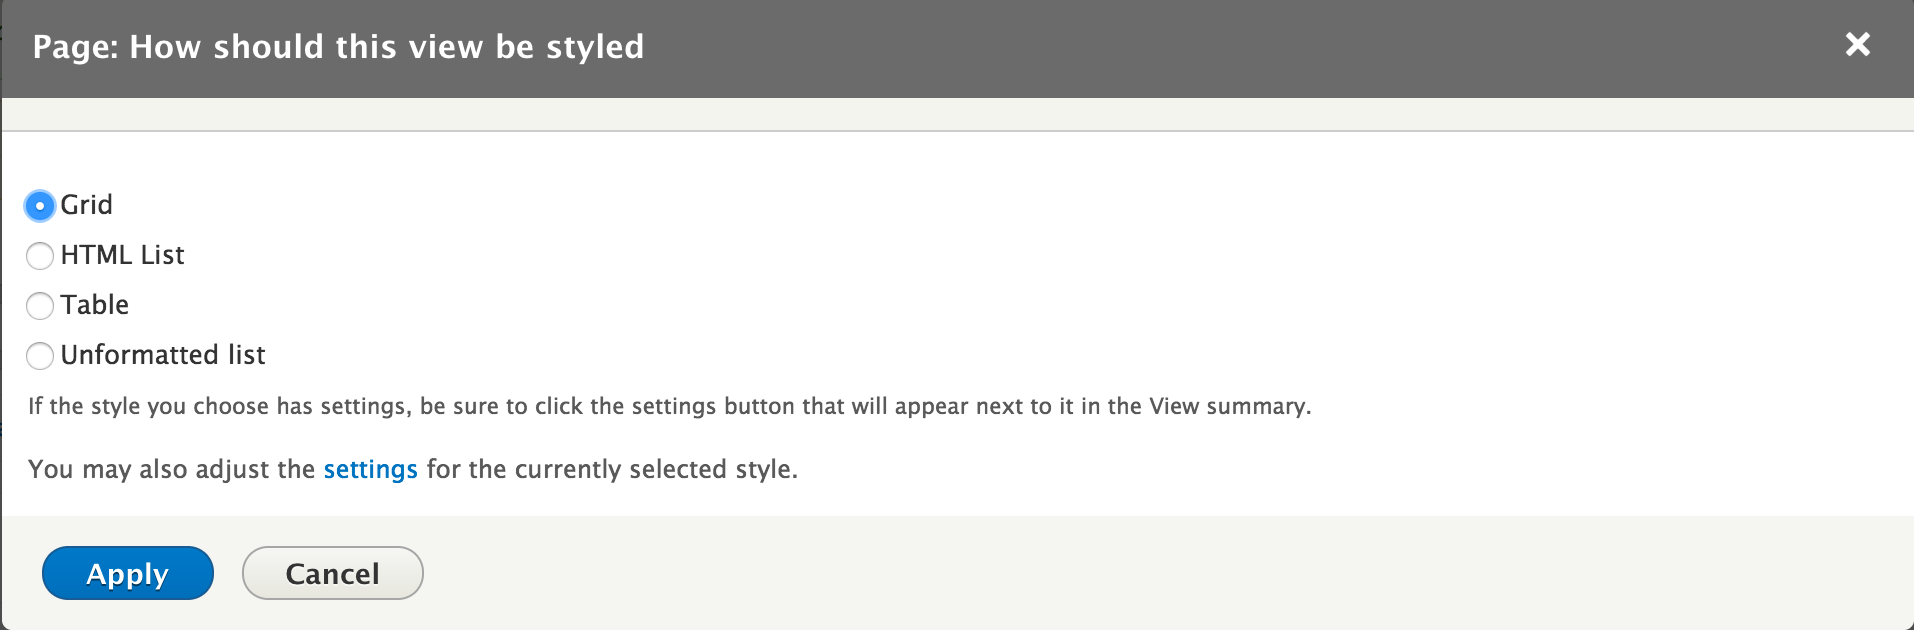 Page: How should this view be styled
Grid
HTML List
Table
Unformatted list
If the style you choose has settings, be sure to click the settings button that will appear next to it in the View summary.
You may also adjust the settings for the currently selected style.
Apply
Cancel